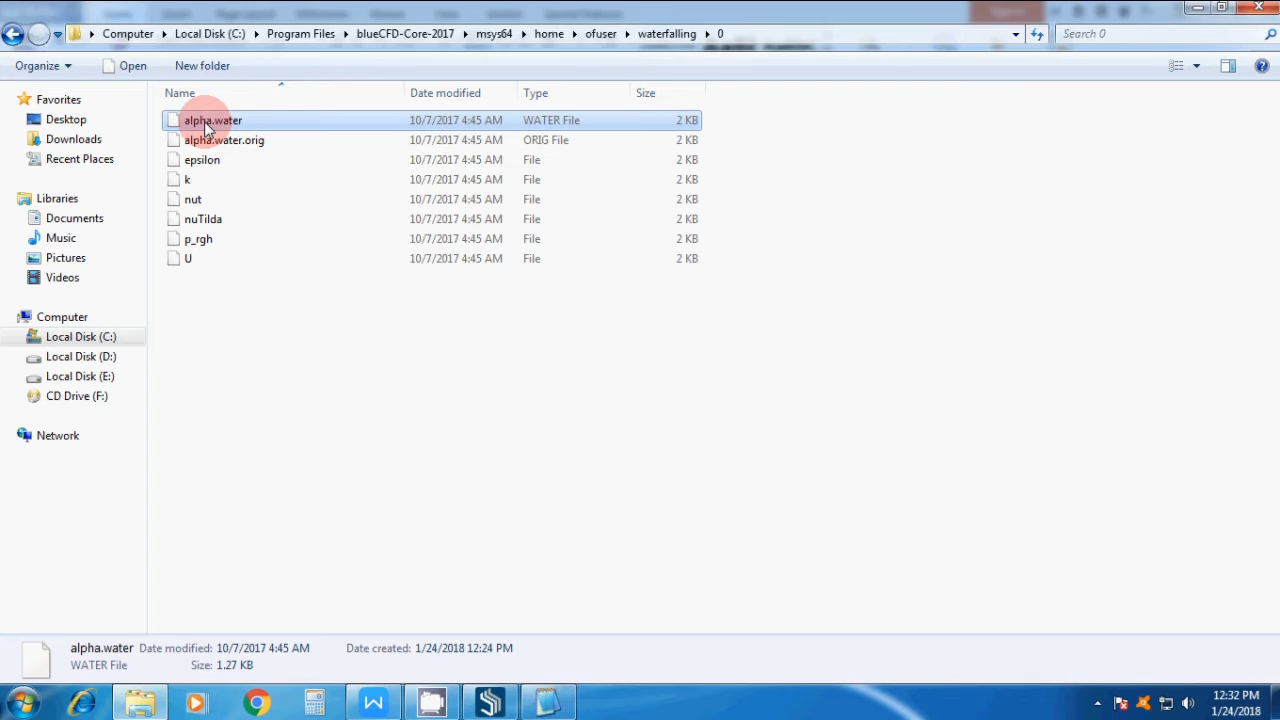 Computer Local Disk (C:) Program Files blueCFD-Core-2017 msys64 home ofuser waterfalling 0 Search 0
Organize Open New folder
Name Date modified Type Size
Favorites
Desktop
Downloads
Recent Places
Libraries
Documents
Music
Pictures
Videos
Computer
Local Disk (C:)
Local Disk (D:)
Local Disk (E:)
CD Drive (F:)
Network
alpha.water 10/7/2017 4:45 AM WATER File 2 KB
alpha.water.orig 10/7/2017 4:45 AM ORIG File 2 KB
epsilon 10/7/2017 4:45 AM File 2 KB
k 10/7/2017 4:45 AM File 2 KB
nut 10/7/2017 4:45 AM File 2 KB
nuTilda 10/7/2017 4:45 AM File 2 KB
p_rgh 10/7/2017 4:45 AM File 2 KB
U 10/7/2017 4:45 AM File 2 KB
alpha.water Date modified: 10/7/2017 4:45 AM Date created: 1/24/2018 12:24 PM
WATER File Size: 1.27 KB
12:32 PM
1/24/2018